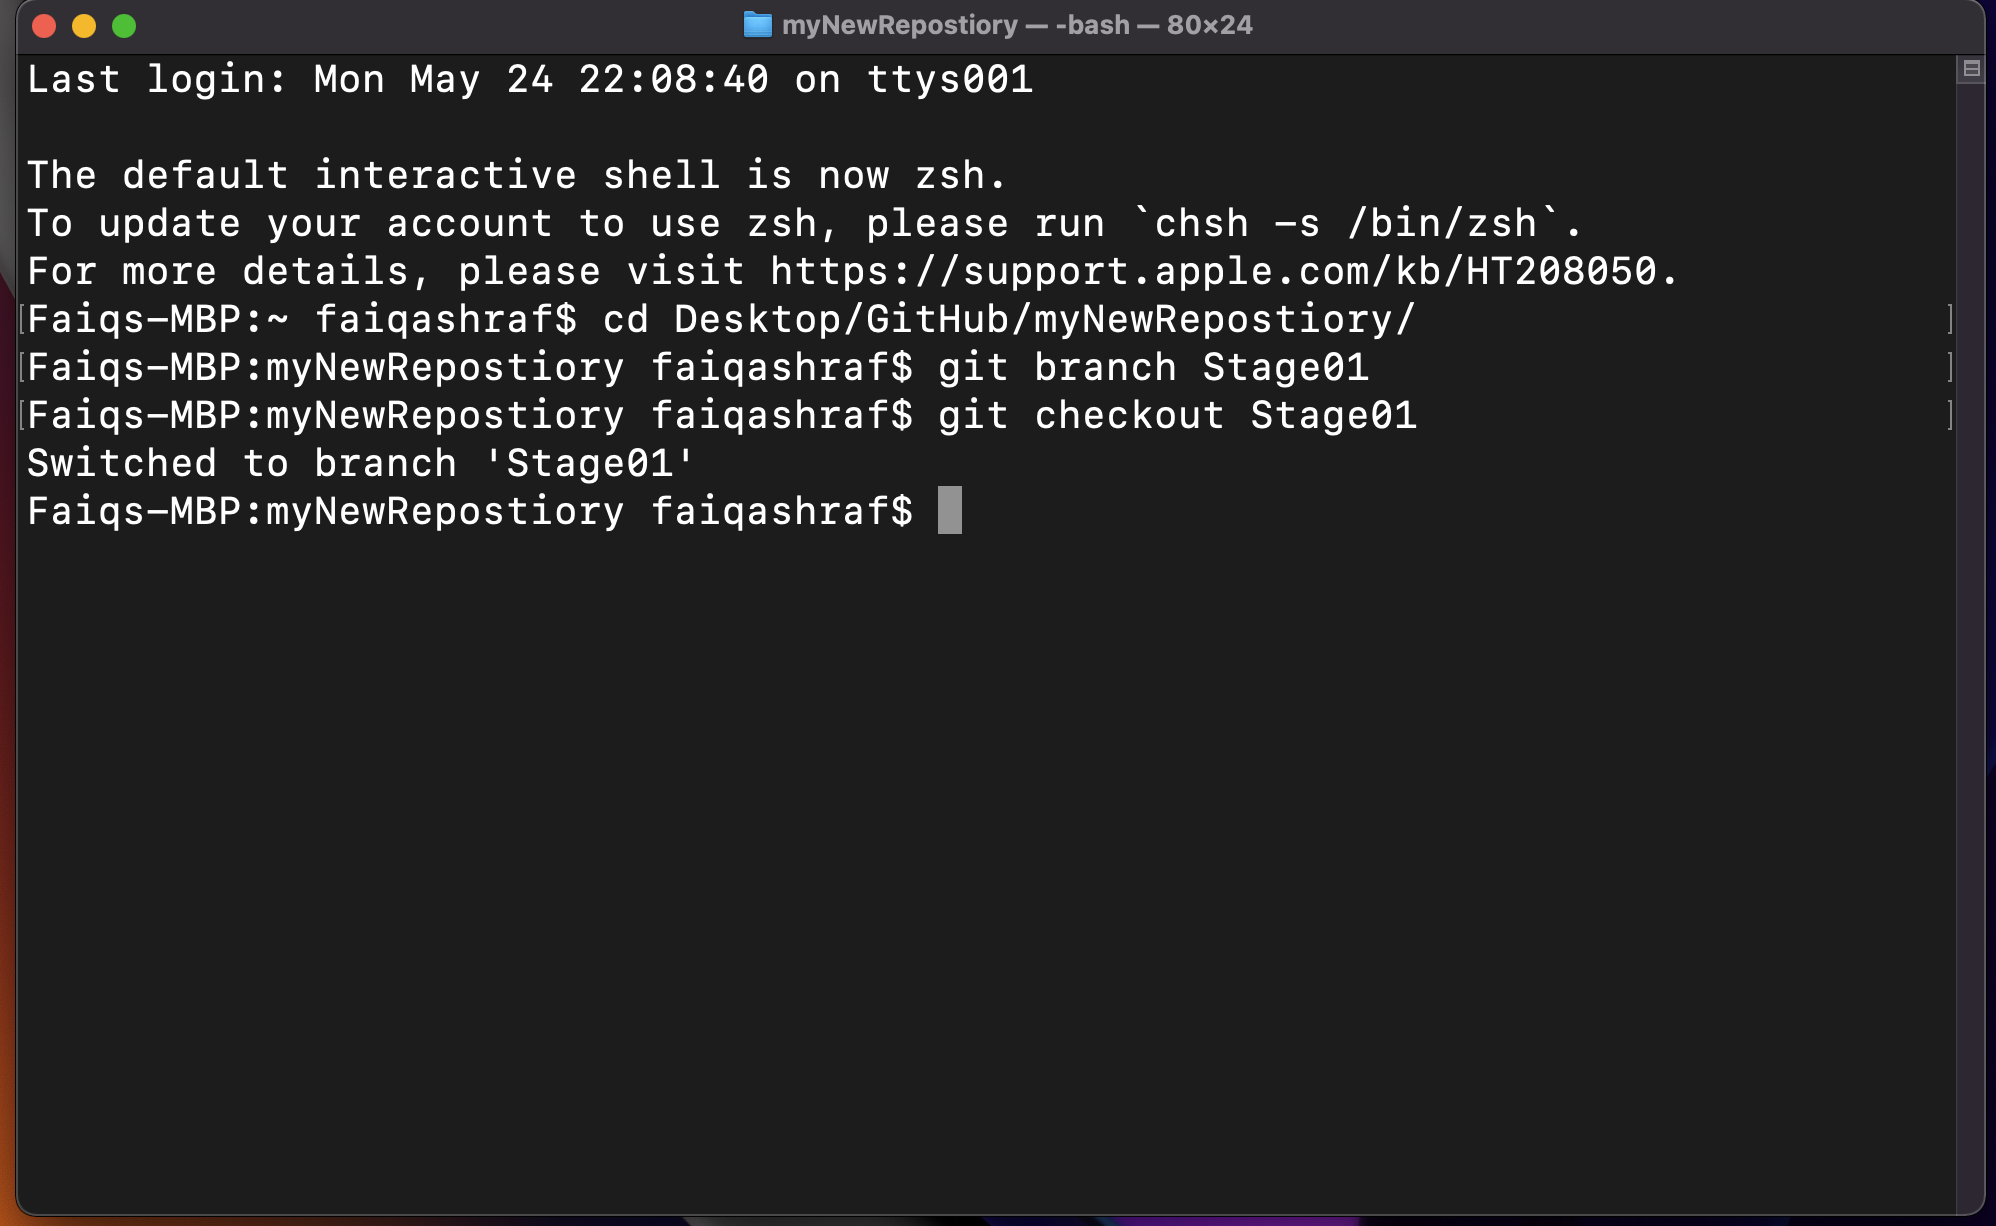 myNewRepostiory — -bash — 80×24
Last login: Mon May 24 22:08:40 on ttys001
The default interactive shell is now zsh.
To update your account to use zsh, please run `chsh -s /bin/zsh`.
For more details, please visit https://support.apple.com/kb/HT208050.
[Faiqs-MBP:~ faiqashraf$ cd Desktop/GitHub/myNewRepostiory/ ]
[Faiqs-MBP:myNewRepostiory faiqashraf$ git branch Stage01 ]
[Faiqs-MBP:myNewRepostiory faiqashraf$ git checkout Stage01 ]
Switched to branch 'Stage01'
Faiqs-MBP:myNewRepostiory faiqashraf$